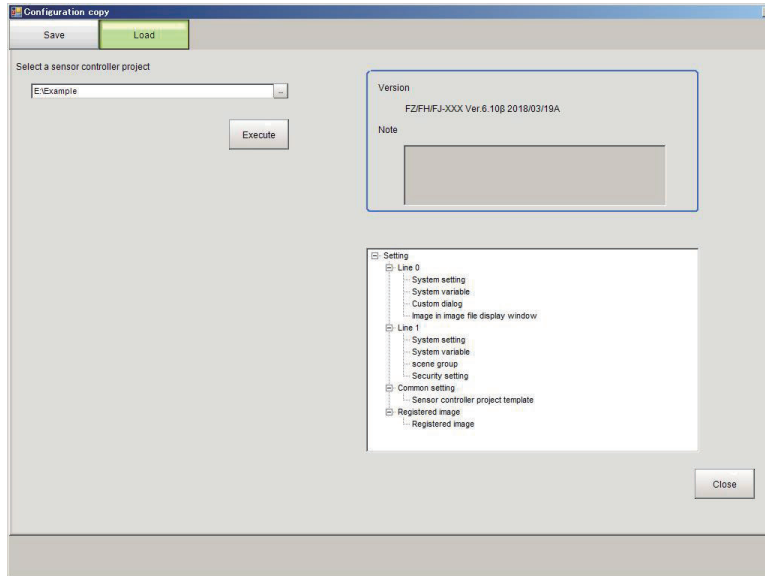 Configuration copy
Save
Load
Select a sensor controller project
E:\Example
...
Execute
Version
FZ/FH/FJ-XXX Ver.6.10β 2018/03/19A
Note
Setting
Line 0
System setting
System variable
Custom dialog
Image in image file display window
Line 1
System setting
System variable
scene group
Security setting
Common setting
Sensor controller project template
Registered image
Registered image
Close